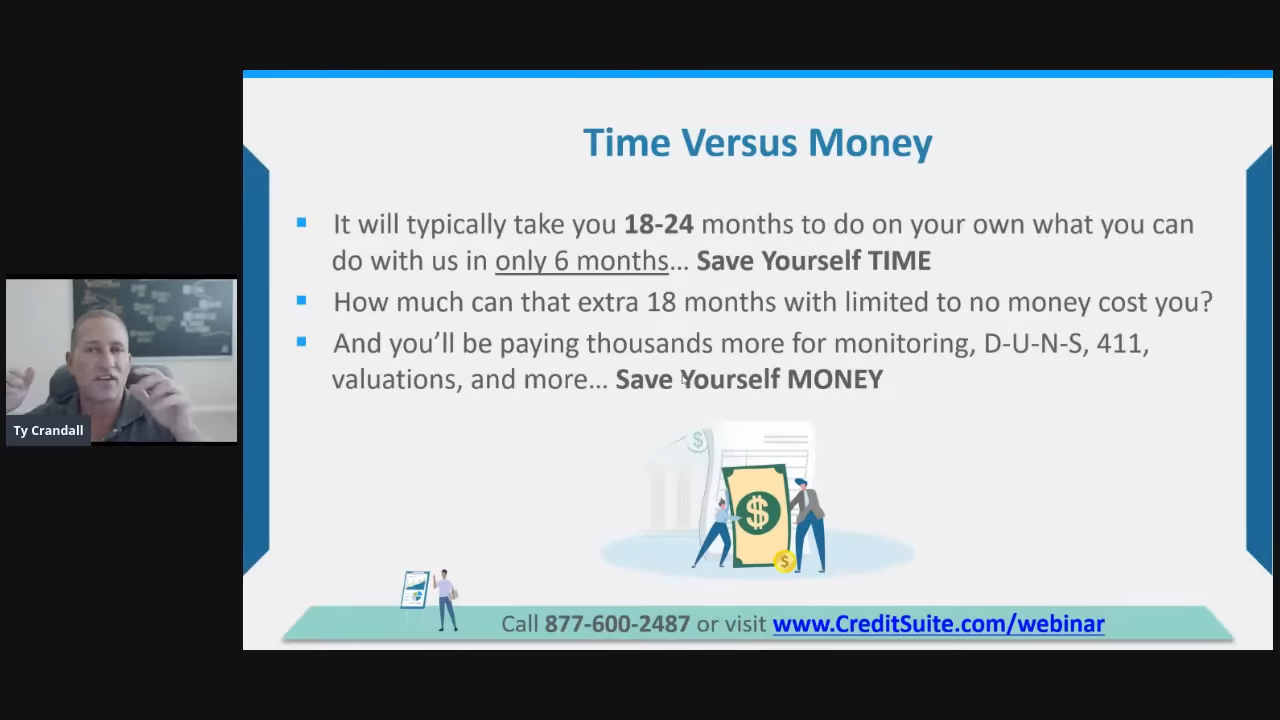 Time Versus Money
It will typically take you 18-24 months to do on your own what you can
do with us in only 6 months... Save Yourself TIME
How much can that extra 18 months with limited to no money cost you?
And you’ll be paying thousands more for monitoring, D-U-N-S, 411,
valuations, and more... Save Yourself MONEY
$
$
$
Ty Crandall
Call 877-600-2487 or visit www.CreditSuite.com/webinar